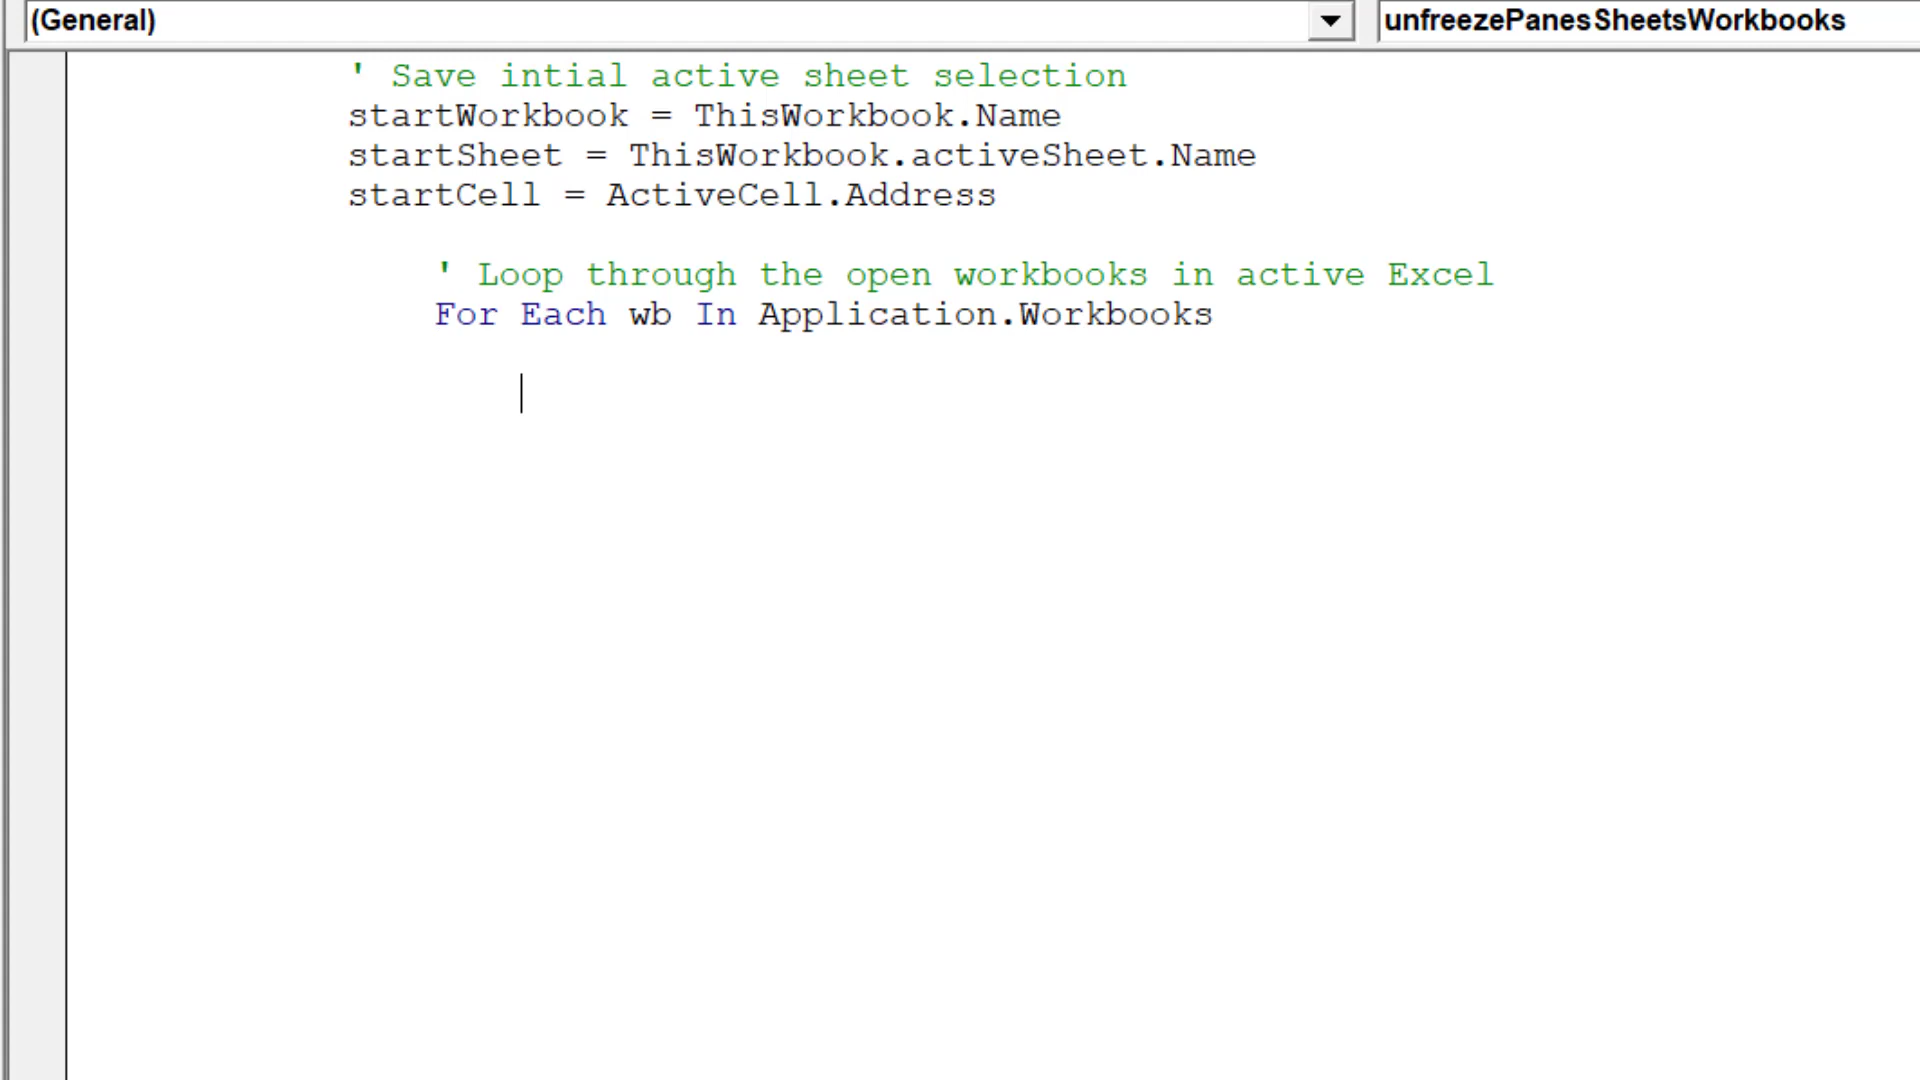 (General)
unfreezePanesSheetsWorkbooks
' Save intial active sheet selection
startWorkbook = ThisWorkbook.Name
startSheet = ThisWorkbook.activeSheet.Name
startCell = ActiveCell.Address
' Loop through the open workbooks in active Excel
For Each wb In Application.Workbooks